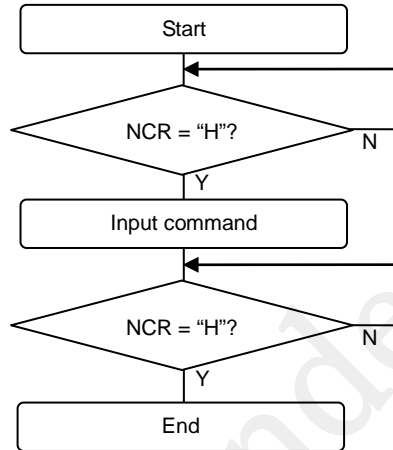 Start
NCR = “H”?
N
Y
Input command
NCR = “H”?
N
Y
End